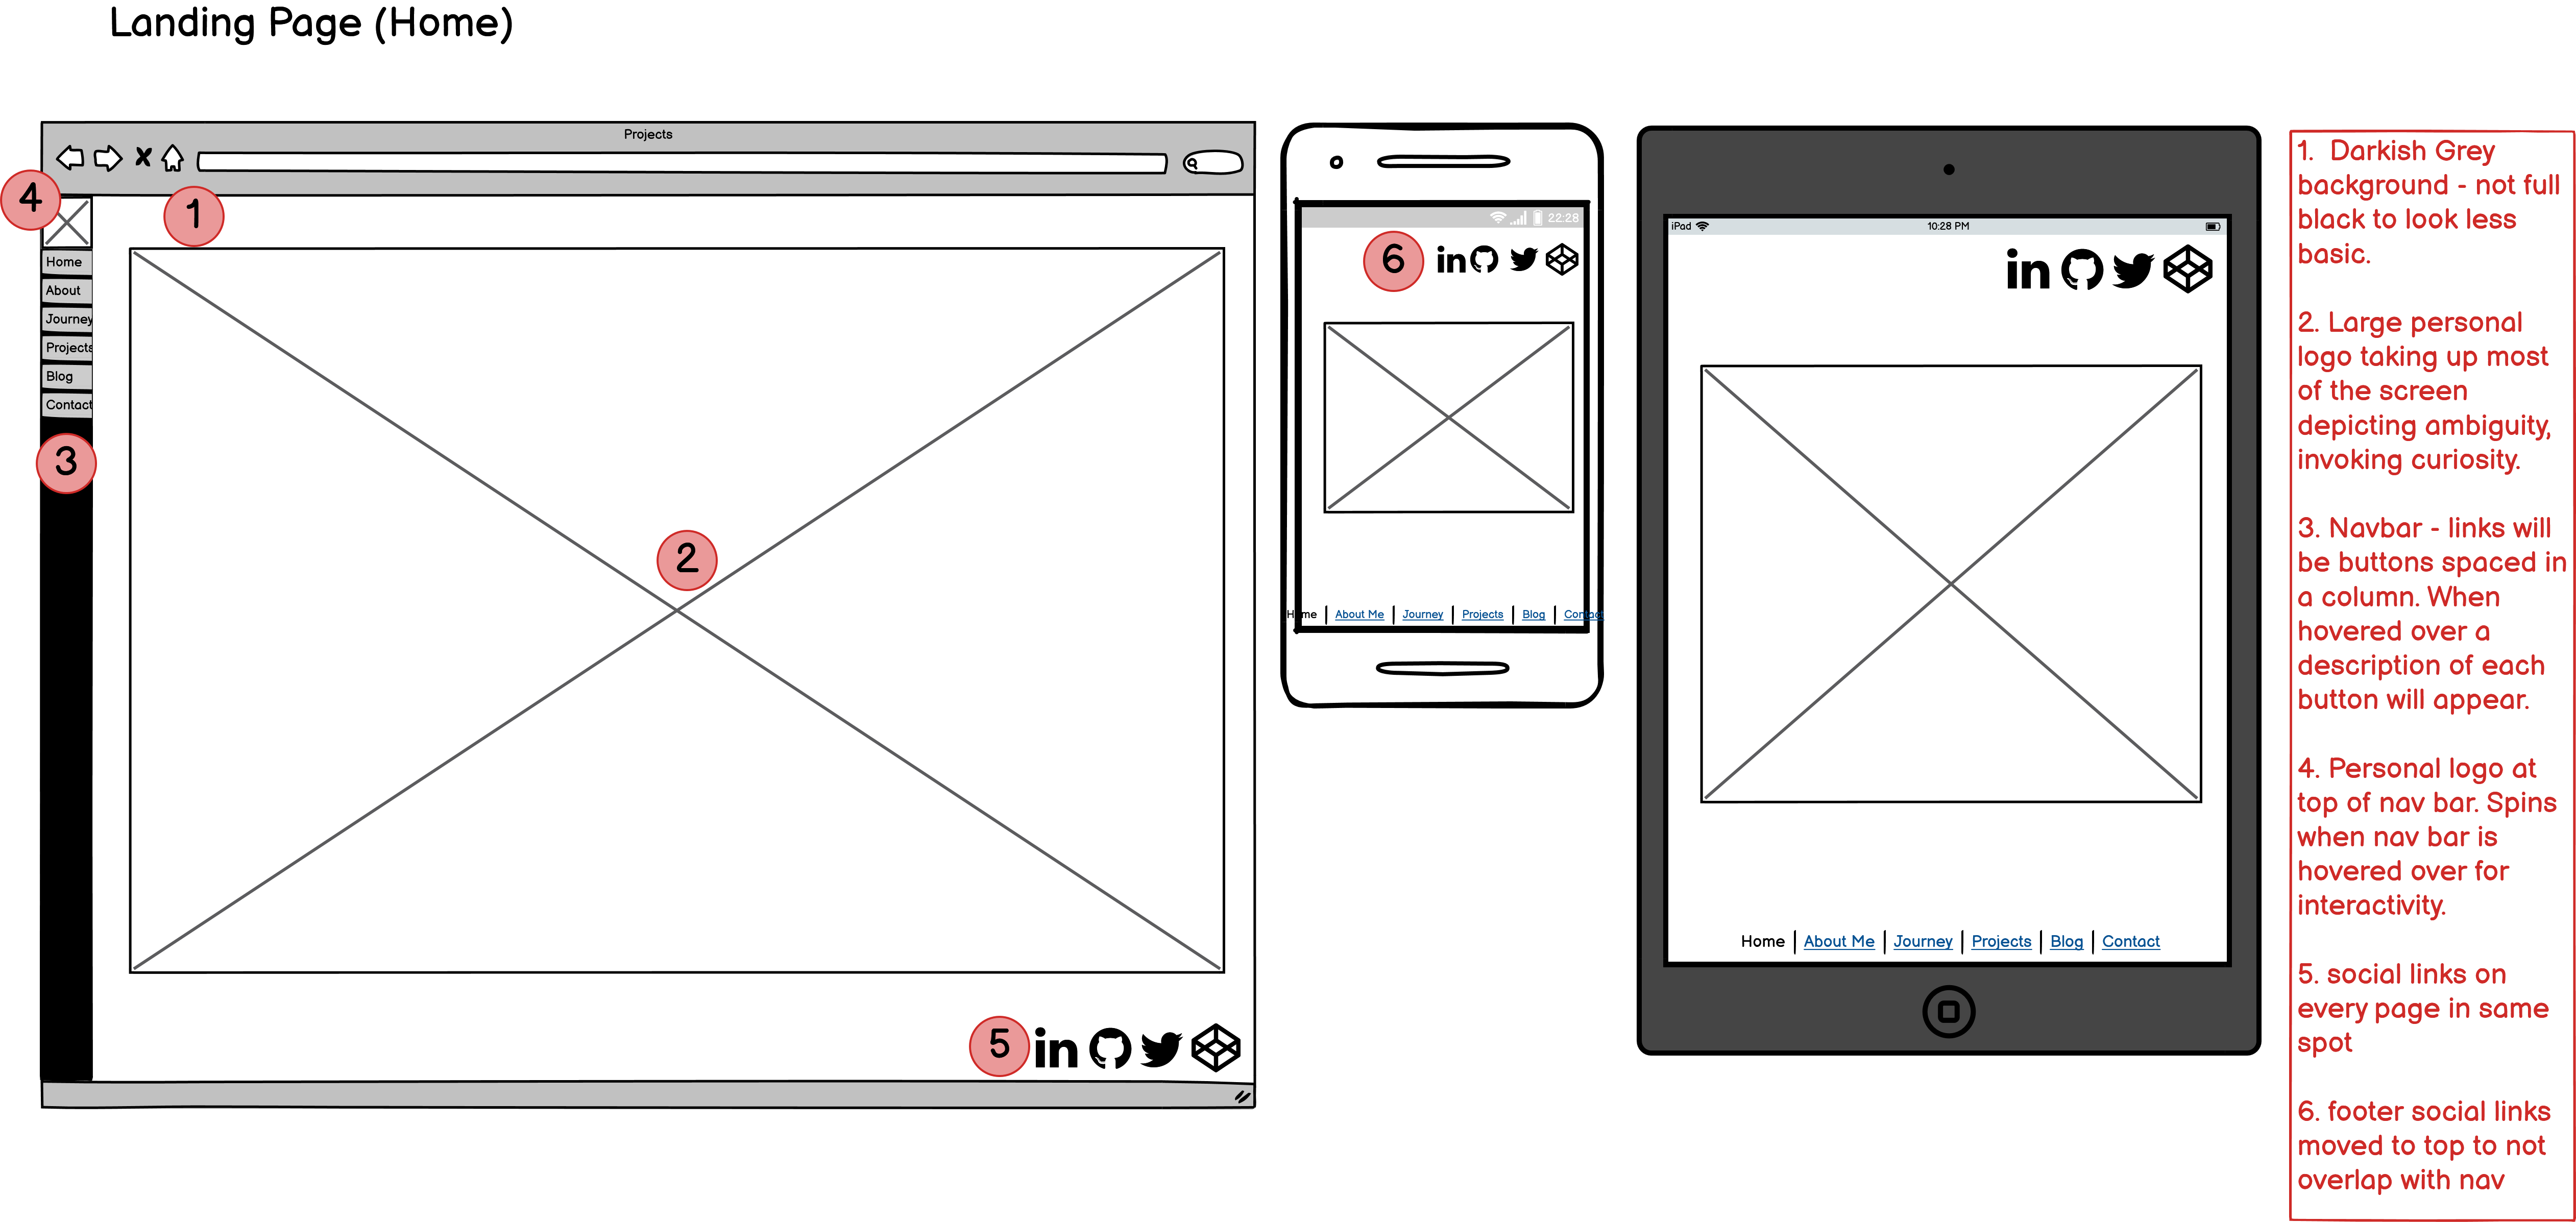 Landing Page (Home)
Projects
4
1
Home
About
Journey
Projects
Blog
Contact
3
2
5
in
22:28
6
in
Home | About Me | Journey | Projects | Blog | Contact
iPad
10:28 PM
in
Home | About Me | Journey | Projects | Blog | Contact
1. Darkish Grey
background - not full
black to look less
basic.
2. Large personal
logo taking up most
of the screen
depicting ambiguity,
invoking curiosity.
3. Navbar - links will
be buttons spaced in
a column. When
hovered over a
description of each
button will appear.
4. Personal logo at
top of nav bar. Spins
when nav bar is
hovered over for
interactivity.
5. social links on
every page in same
spot
6. footer social links
moved to top to not
overlap with nav